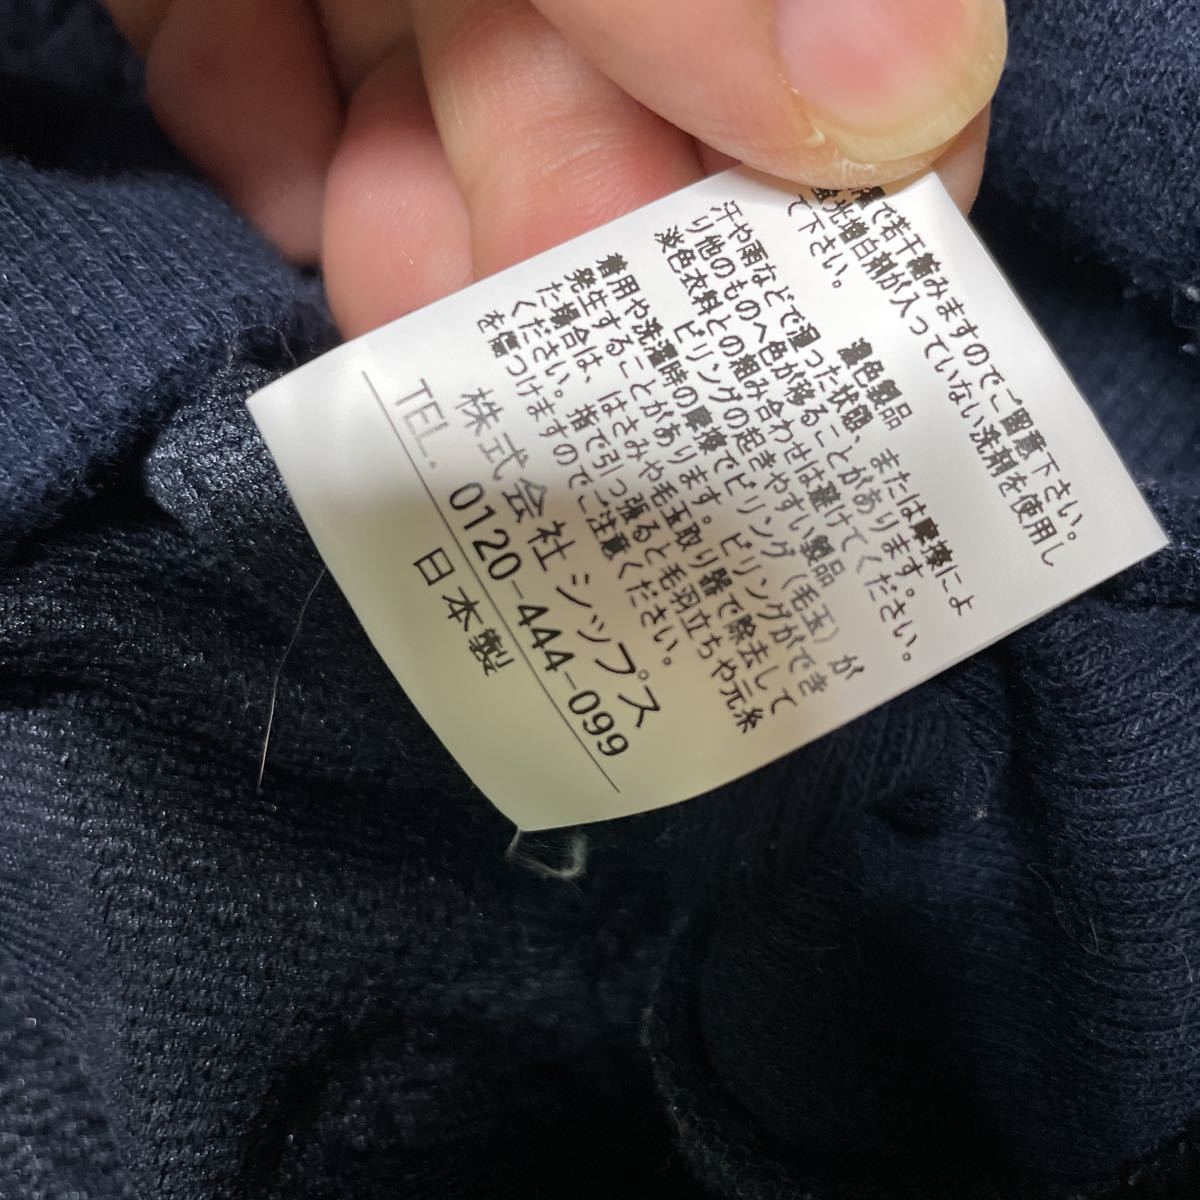 で若干縮みますのでご留意下さい。
蛍光増白剤が入っていない洗剤を使用し
て下さい。
濃色製品
汗や雨などで湿った状態、または摩擦によ
り他のものへ色が移ることがあります。
淡色衣料との組み合わせは避けてください。
ピリングの起きやすい製品
着用や洗濯時の摩擦でピリング（毛玉）が
発生することがあります。ピリングができ
た場合は、はさみや毛玉取り器で除去して
ください。捨て引っ張ると毛羽立ちや元糸
を傷つけますのでご注意ください。
株式会社 シップス
TEL. 0120-444-099
日本製